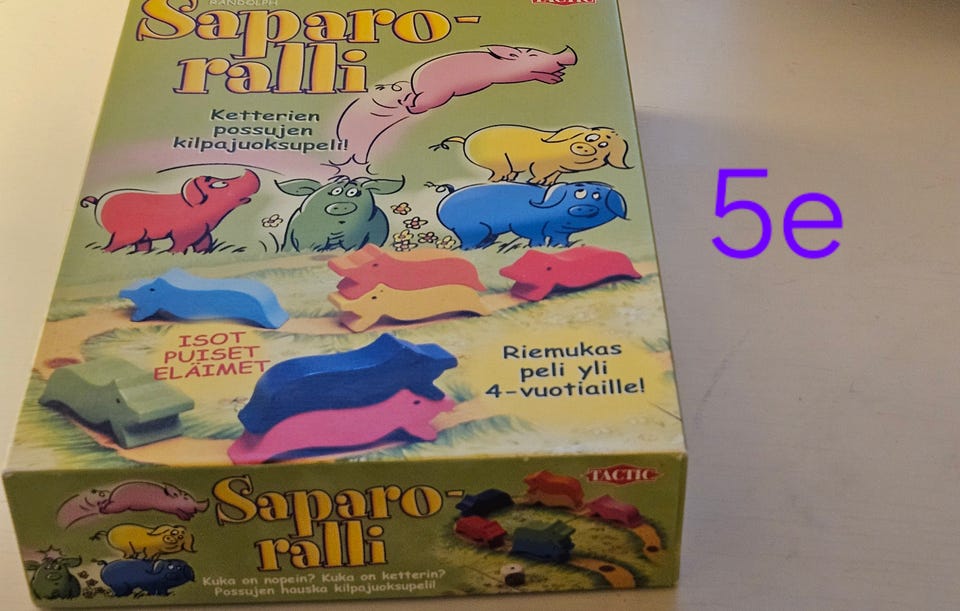 RANDOLPH
TACTIC
Saparo-
ralli
Ketterien
possujen
kilpajuoksupeli!
5e
ISOT
PUISET
ELÄIMET
Riemukas
peli yli
4-vuotiaille!
TACTIC
Saparo-
ralli
Kuka on nopein? Kuka on ketterin?
Possujen hauska kilpajuoksupeli!